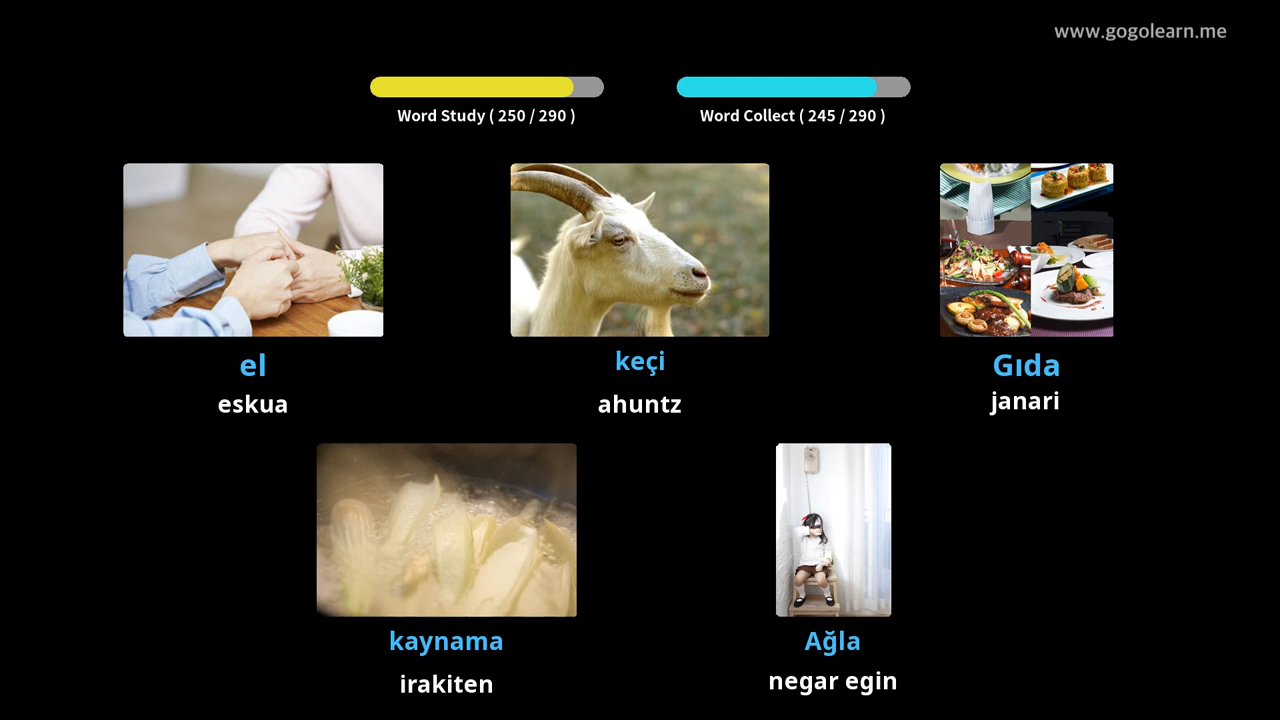 www.gogolearn.me
Word Study ( 250 / 290 )
Word Collect ( 245 / 290 )
el
eskua
keçi
ahuntz
Gıda
janari
kaynama
irakiten
Ağla
negar egin